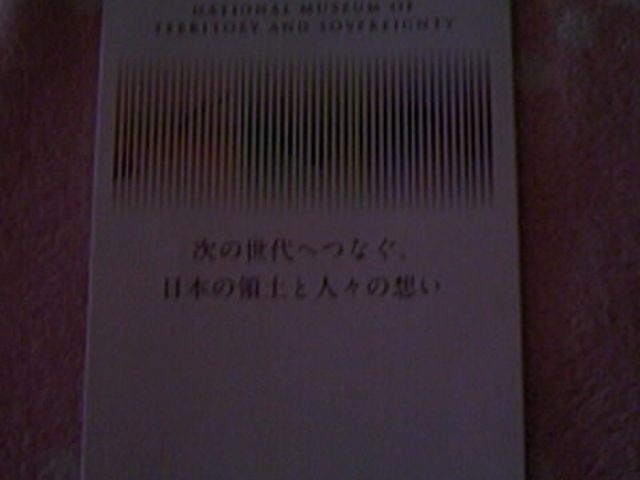 NATIONAL MUSEUM OF
TERRITORY AND SOVEREIGNTY
次の世代へつなぐ、
日本の領土と人々の想い